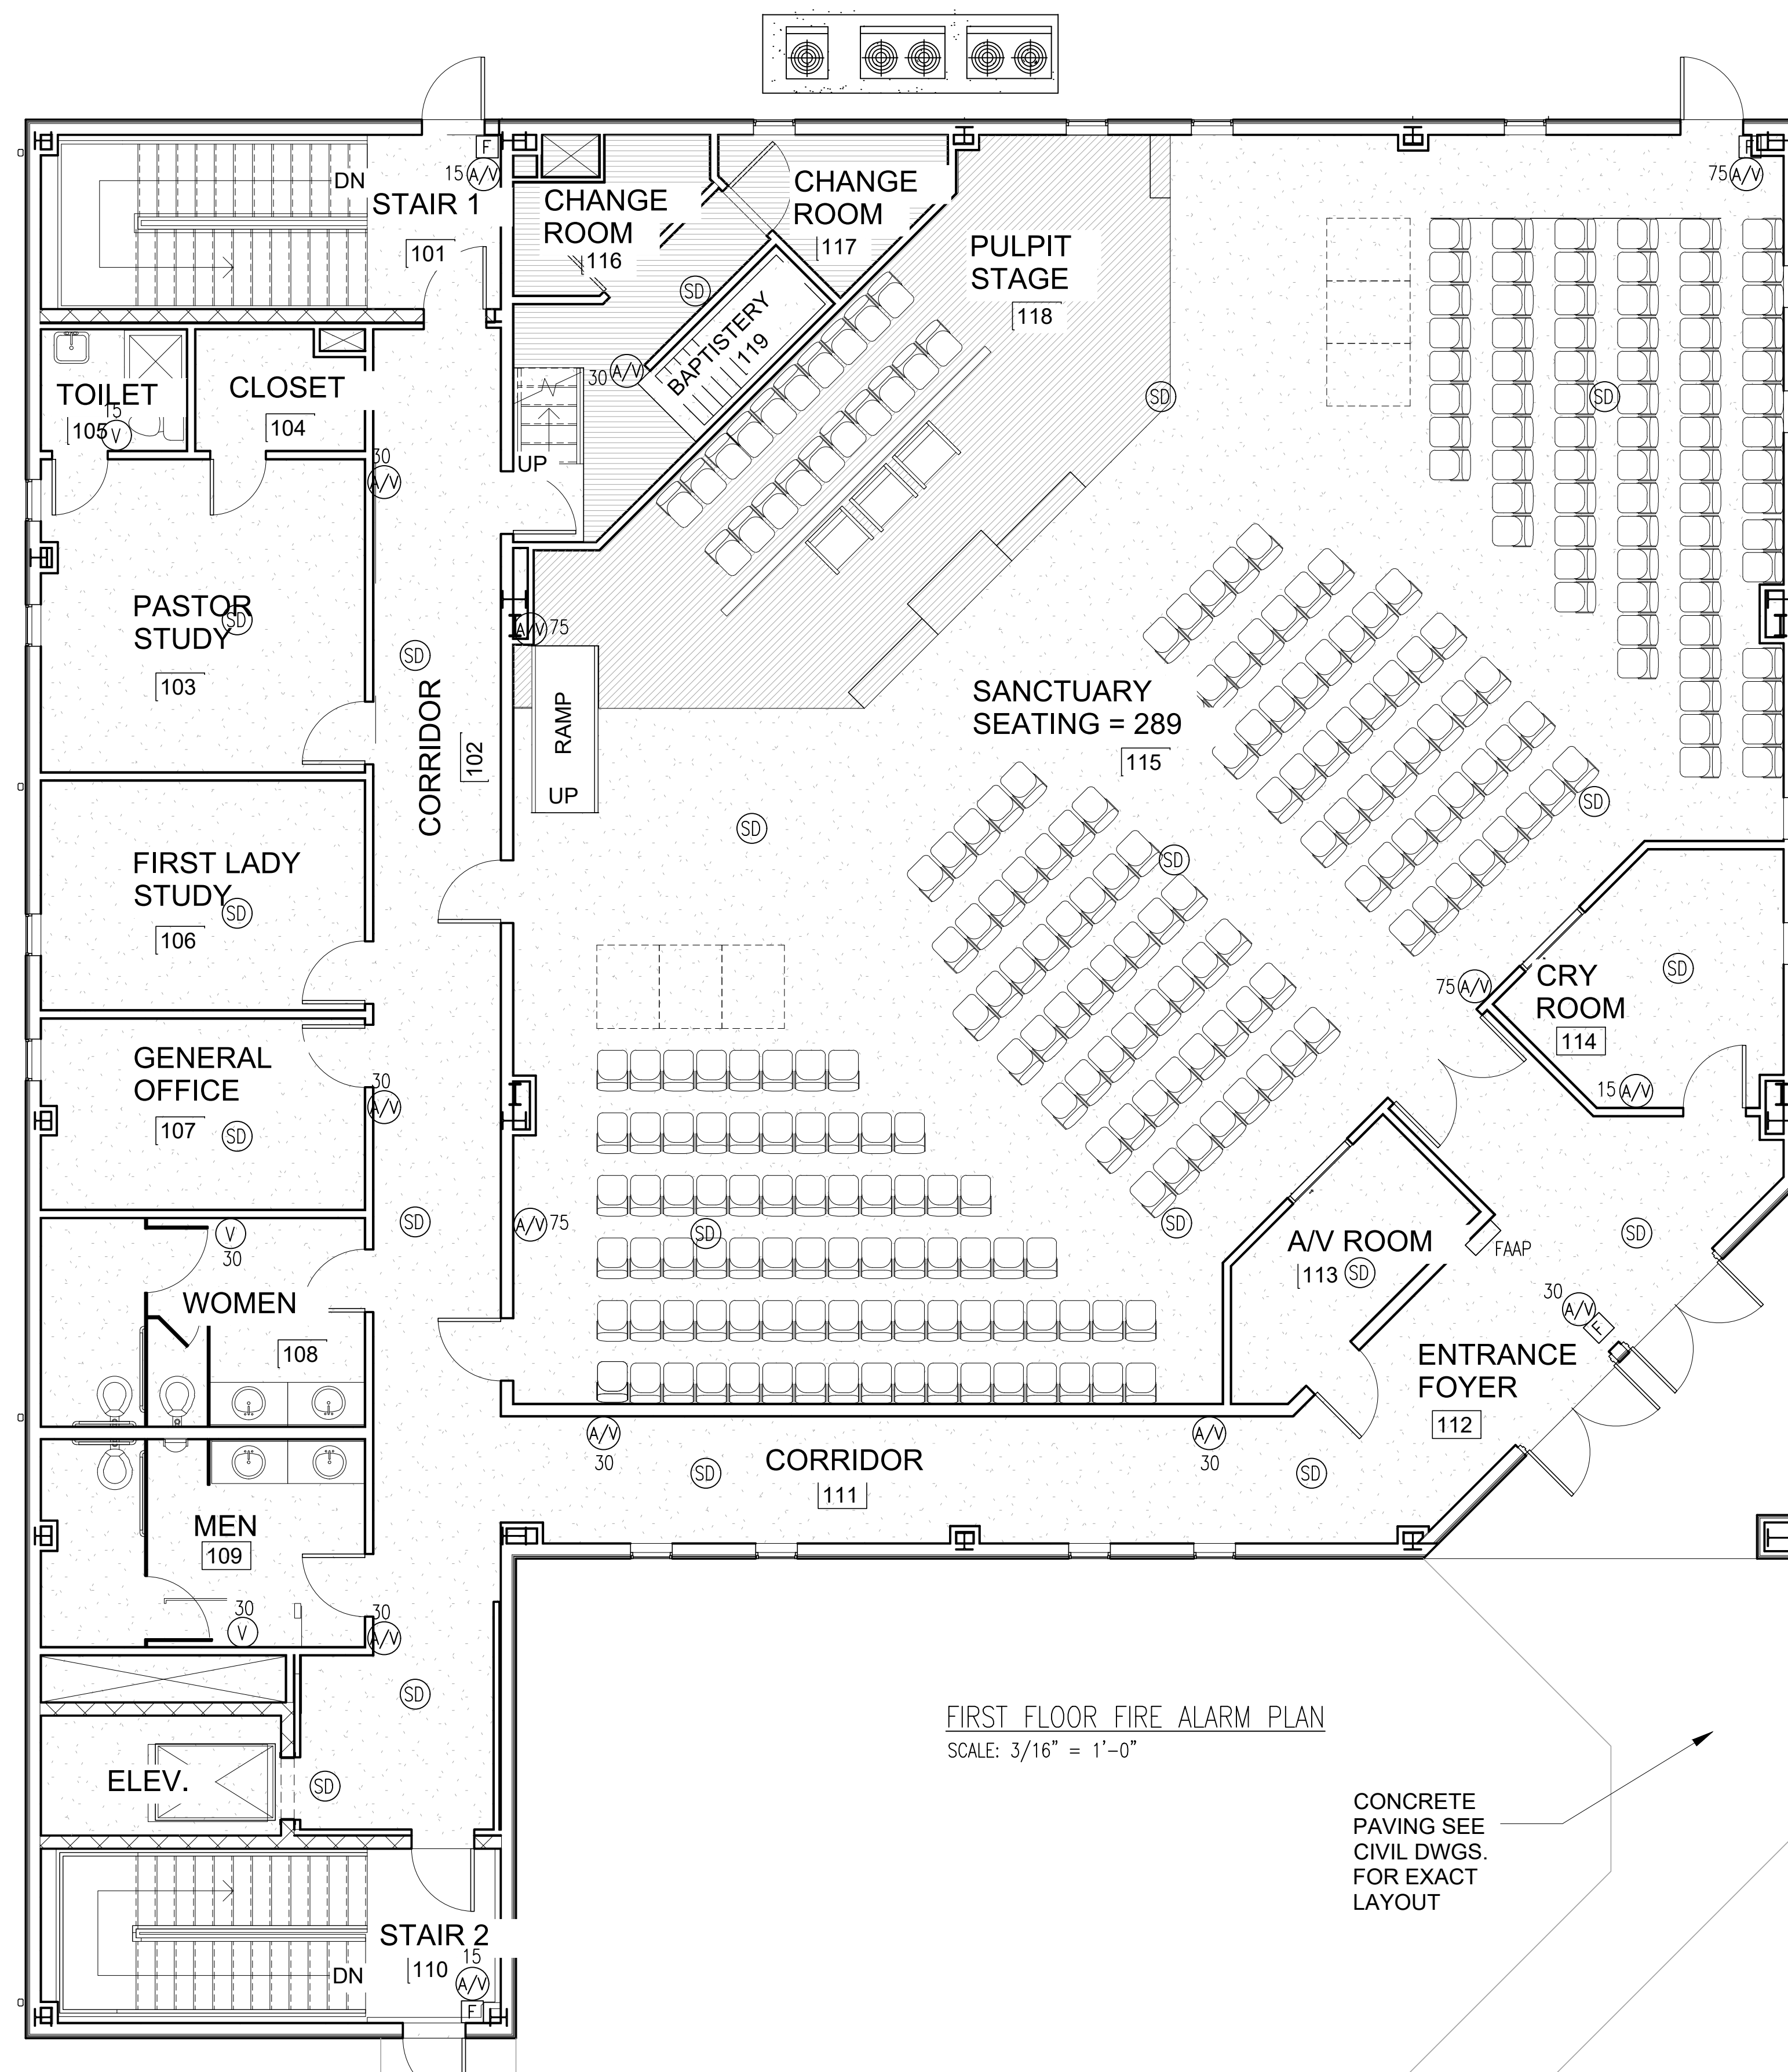 F
15 A/V
DN
STAIR 1
101
CHANGE
ROOM
116
CHANGE
ROOM
117
PULPIT
STAGE
118
F
75 A/V
SD
BAPTISTERY
119
30 A/V
UP
SD
SD
TOILET
105
15
V
CLOSET
104
30
A/V
PASTOR
STUDY
SD
103
SD
CORRIDOR
102
A/V 75
RAMP
UP
SANCTUARY
SEATING = 289
115
SD
SD
SD
FIRST LADY
STUDY
SD
106
CRY
ROOM
114
SD
75 A/V
15 A/V
GENERAL
OFFICE
107
SD
30
A/V
SD
A/V 75
SD
SD
V
30
WOMEN
108
A/V ROOM
113 SD
FAAP
SD
30
A/V
F
ENTRANCE
FOYER
112
A/V
30
SD
CORRIDOR
111
A/V
30
SD
MEN
109
30
V
30
A/V
SD
ELEV.
SD
FIRST FLOOR FIRE ALARM PLAN
SCALE: 3/16" = 1'-0"
CONCRETE
PAVING SEE
CIVIL DWGS.
FOR EXACT
LAYOUT
STAIR 2
110
15
A/V
F
DN